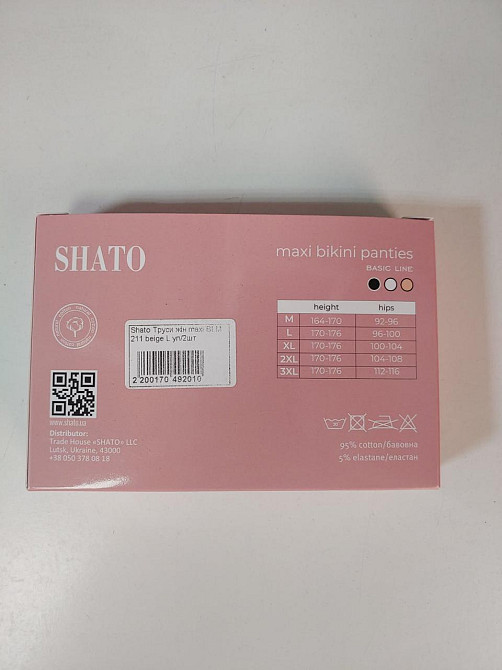 SHATO
maxi bikini panties
BASIC LINE
height hips
M 164-170 92-96
L 170-176 96-100
XL 170-176 100-104
2XL 170-176 104-108
3XL 170-176 112-116
Shato Труси жін maxi BLM
211 beige L уп/2шт
2 200170 492010
www.shato.ua
Distributor:
Trade House «SHATO» LLC
Lutsk, Ukraine, 43000
+38 050 378 08 18
95% cotton/бавовна
5% elastane/еластан